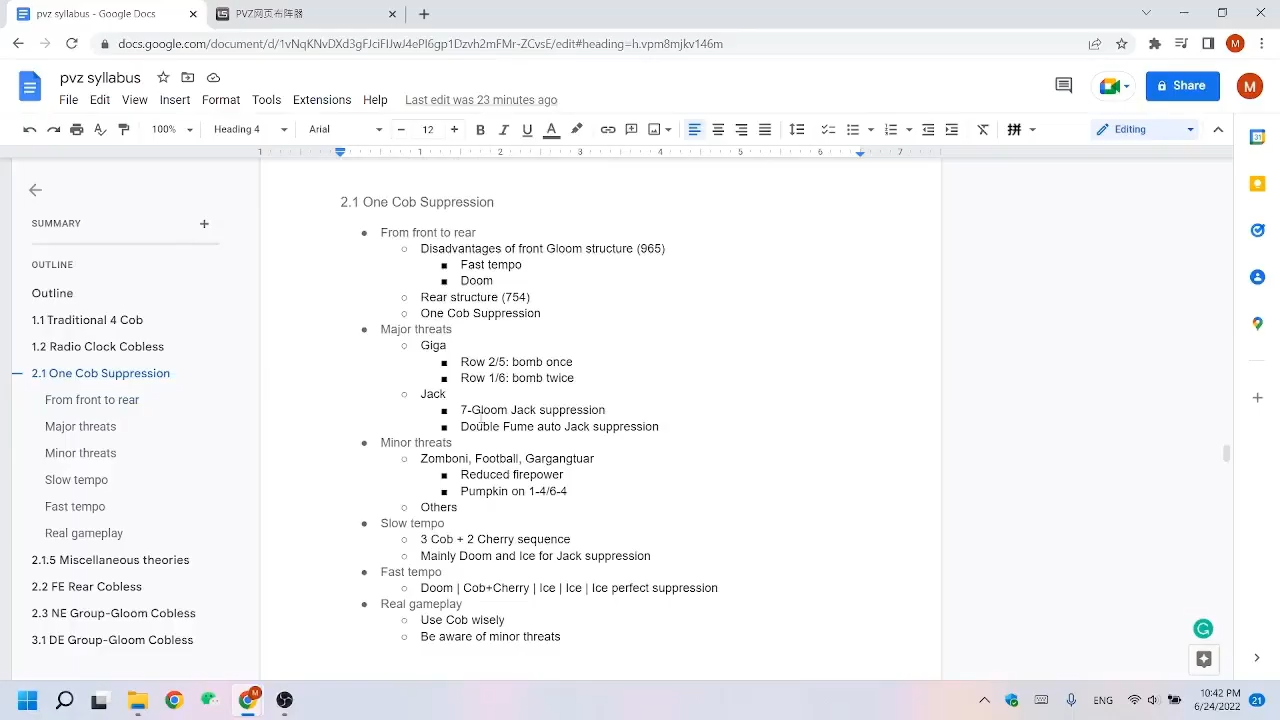 pvz syllabus - Google Docs
PVZ网页布阵器
docs.google.com/document/d/1vNqKNvDXd3gFJciFIJwJ4ePI6gp1Dzvh2mFMr-ZCvsE/edit#heading=h.vpm8mjkv146m
M
pvz syllabus
Share
M
File Edit View Insert Format Tools Extensions Help Last edit was 23 minutes ago
100% Heading 4 Arial 12 B I U A 拼 Editing
1 1 2 3 4 5 6 7
31
SUMMARY
OUTLINE
Outline
1.1 Traditional 4 Cob
1.2 Radio Clock Cobless
2.1 One Cob Suppression
From front to rear
Major threats
Minor threats
Slow tempo
Fast tempo
Real gameplay
2.1.5 Miscellaneous theories
2.2 FE Rear Cobless
2.3 NE Group-Gloom Cobless
3.1 DE Group-Gloom Cobless
2.1 One Cob Suppression
From front to rear
Disadvantages of front Gloom structure (965)
Fast tempo
Doom
Rear structure (754)
One Cob Suppression
Major threats
Giga
Row 2/5: bomb once
Row 1/6: bomb twice
Jack
7-Gloom Jack suppression
Double Fume auto Jack suppression
Minor threats
Zomboni, Football, Gargangtuar
Reduced firepower
Pumpkin on 1-4/6-4
Others
Slow tempo
3 Cob + 2 Cherry sequence
Mainly Doom and Ice for Jack suppression
Fast tempo
Doom | Cob+Cherry | Ice | Ice | Ice perfect suppression
Real gameplay
Use Cob wisely
Be aware of minor threats
M
ENG
10:42 PM
6/24/2022
21